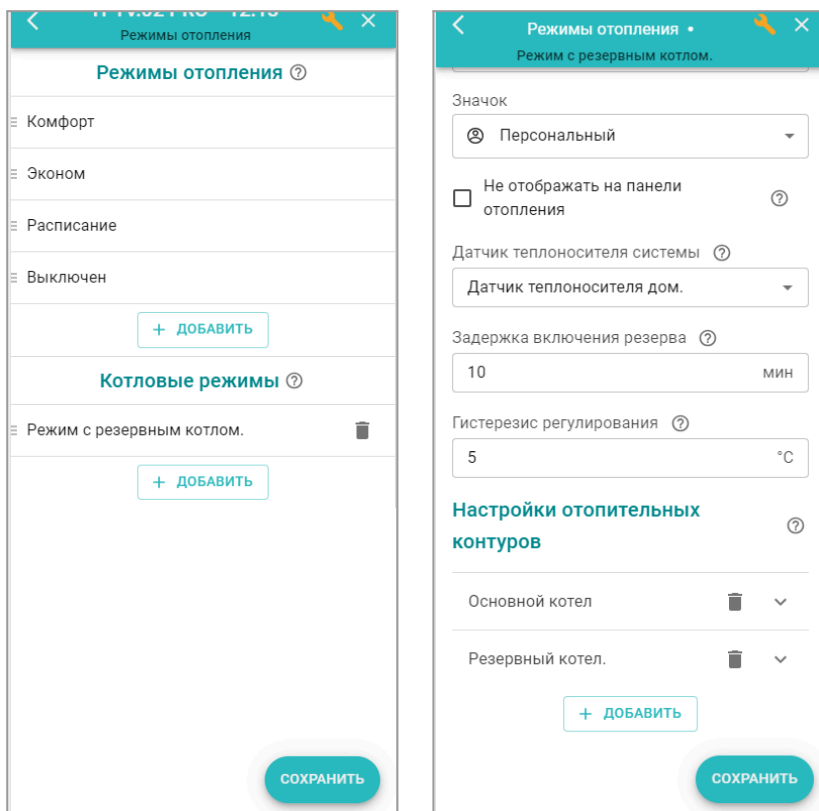 Режимы отопления
Режимы отопления
Комфорт
Эконом
Расписание
Выключен
+ ДОБАВИТЬ
Котловые режимы
Режим с резервным котлом.
+ ДОБАВИТЬ
СОХРАНИТЬ
Режимы отопления •
Режим с резервным котлом.
Значок
Персональный
Не отображать на панели
отопления
Датчик теплоносителя системы
Датчик теплоносителя дом.
Задержка включения резерва
10 мин
Гистерезис регулирования
5 °C
Настройки отопительных
контуров
Основной котел
Резервный котел.
+ ДОБАВИТЬ
СОХРАНИТЬ